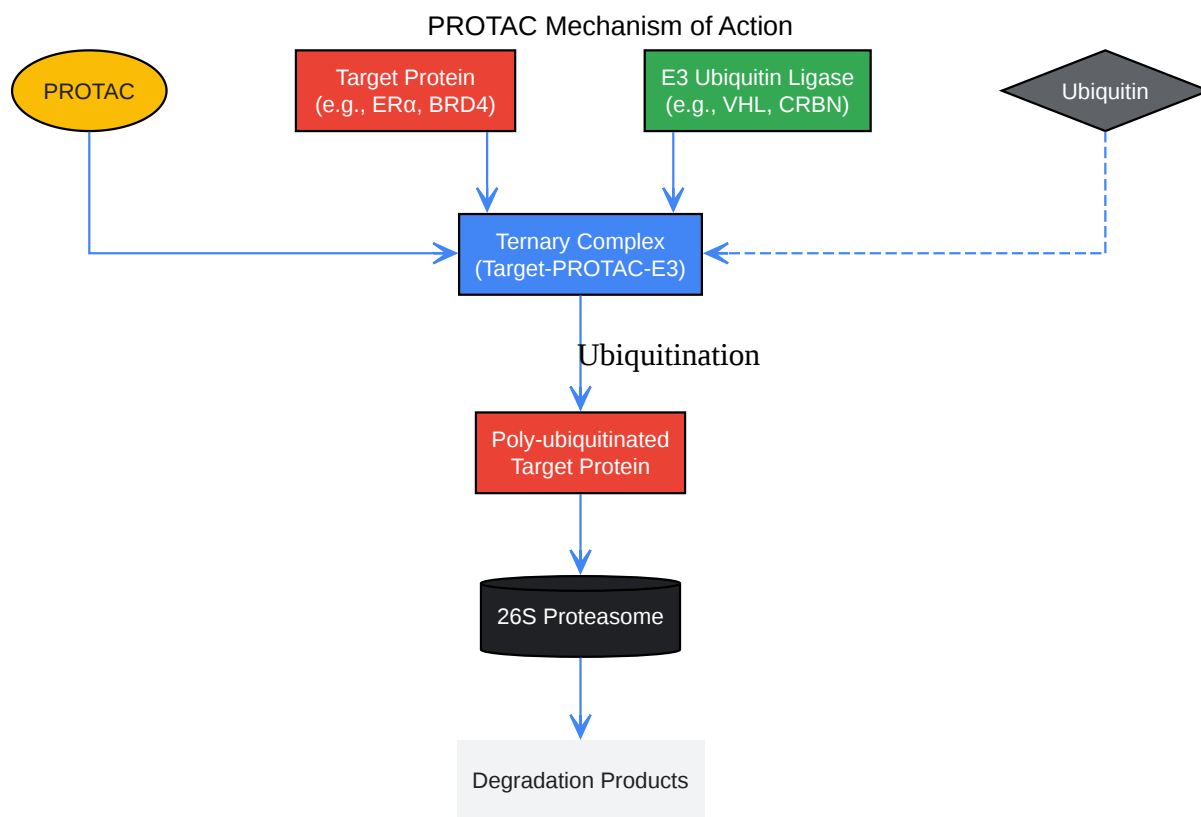 PROTAC Mechanism of Action
PROTAC
Target Protein
(e.g., ERα, BRD4)
E3 Ubiquitin Ligase
(e.g., VHL, CRBN)
Ubiquitin
Ternary Complex
(Target-PROTAC-E3)
Ubiquitination
Poly-ubiquitinated
Target Protein
26S Proteasome
Degradation Products